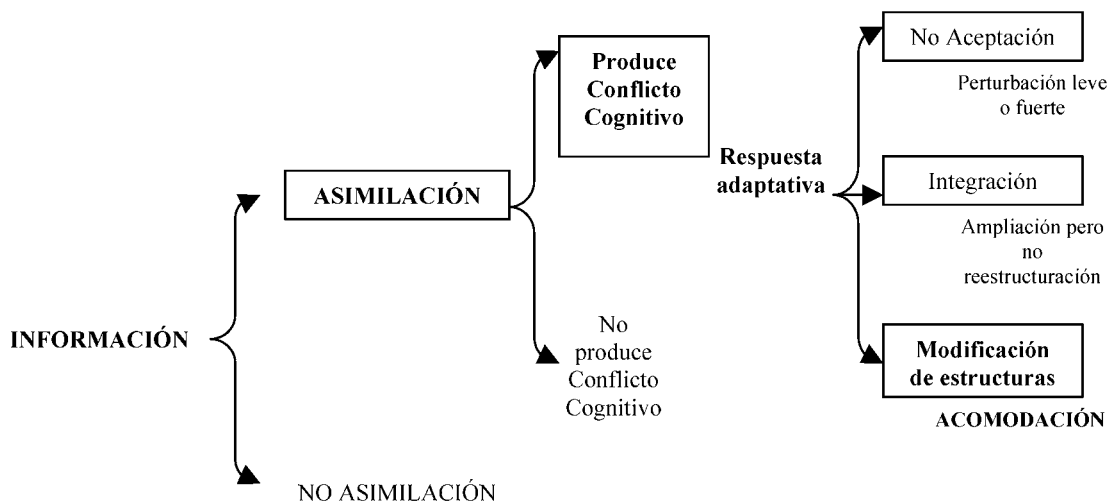 INFORMACIÓN
ASIMILACIÓN
NO ASIMILACIÓN
Produce
Conflicto
Cognitivo
No
produce
Conflicto
Cognitivo
Respuesta
adaptativa
No Aceptación
Perturbación leve
o fuerte
Integración
Ampliación pero
no
reestructuración
Modificación
de estructuras
ACOMODACIÓN